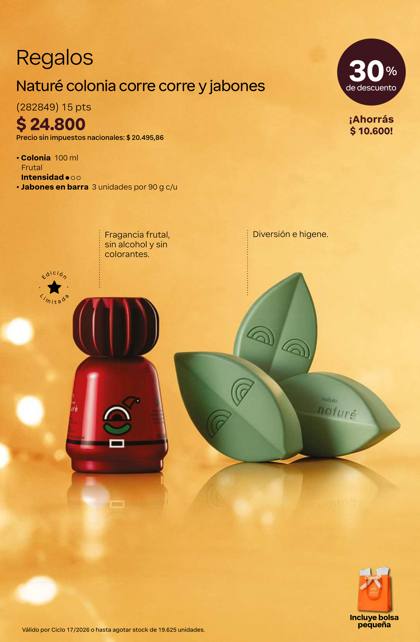 Regalos
Naturé colonia corre corre y jabones
(282849) 15 pts
$ 24.800
Precio sin impuestos nacionales: $ 20.495,86
• Colonia 100 ml
Frutal
Intensidad ●○○
• Jabones en barra 3 unidades por 90 g c/u
30%
de descuento
¡Ahorrás
$ 10.600!
Fragancia frutal,
sin alcohol y sin
colorantes.
Diversión e higene.
Edición
Limitada
naturé
Incluye bolsa
pequeña
Válido por Ciclo 17/2026 o hasta agotar stock de 19.625 unidades.